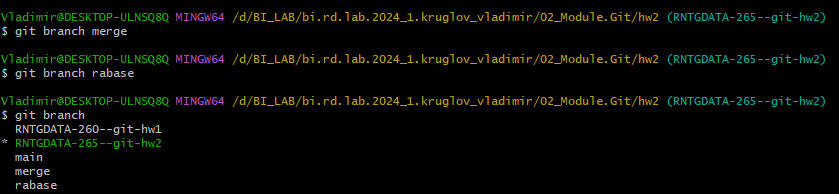 Vladimir@DESKTOP-ULNSQ8Q MINGW64 /d/BI_LAB/bi.rd.lab.2024_1.kruglov_vladimir/02_Module.Git/hw2 (RNTGDATA-265--git-hw2)
$ git branch merge
Vladimir@DESKTOP-ULNSQ8Q MINGW64 /d/BI_LAB/bi.rd.lab.2024_1.kruglov_vladimir/02_Module.Git/hw2 (RNTGDATA-265--git-hw2)
$ git branch rabase
Vladimir@DESKTOP-ULNSQ8Q MINGW64 /d/BI_LAB/bi.rd.lab.2024_1.kruglov_vladimir/02_Module.Git/hw2 (RNTGDATA-265--git-hw2)
$ git branch
RNTGDATA-260--git-hw1
* RNTGDATA-265--git-hw2
main
merge
rabase